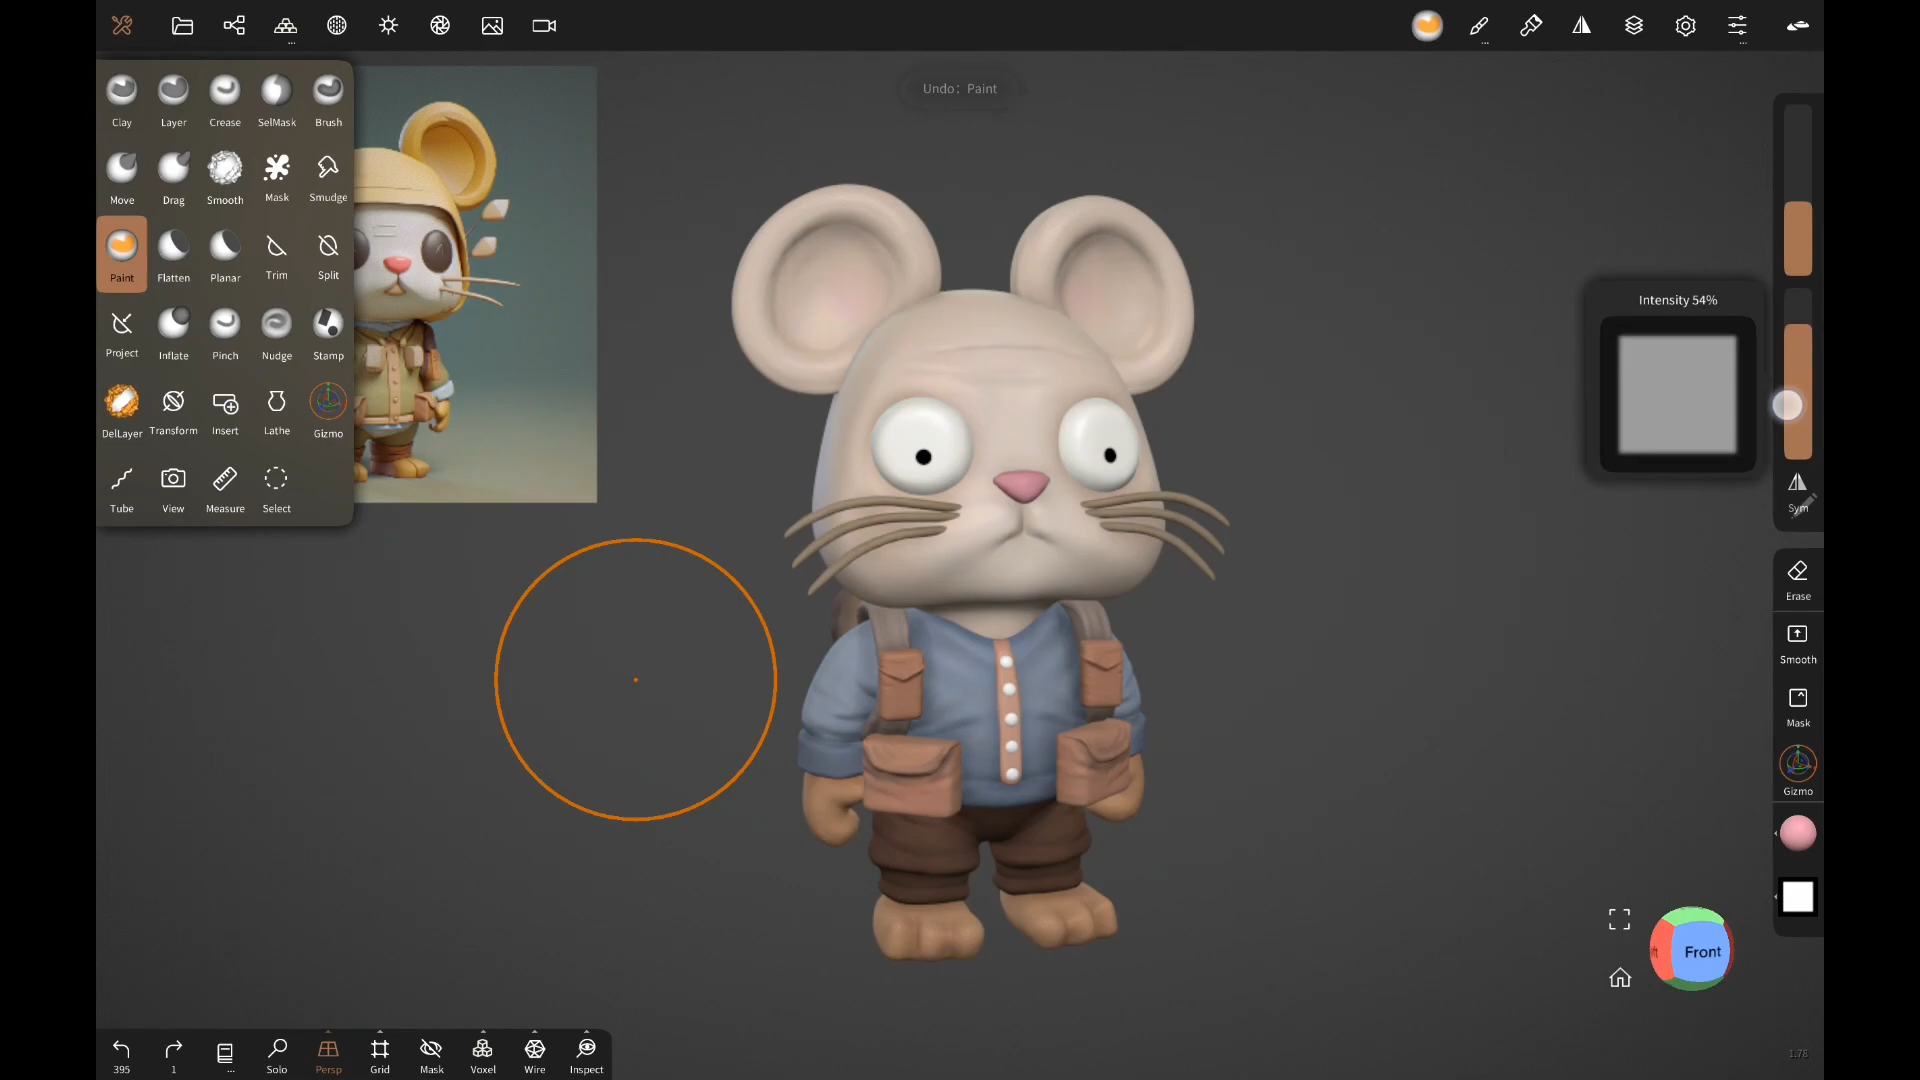 Undo: Paint
Clay Layer Crease SelMask Brush
Move Drag Smooth Mask Smudge
Paint Flatten Planar Trim Split
Project Inflate Pinch Nudge Stamp
DelLayer Transform Insert Lathe Gizmo
Tube View Measure Select
Intensity 54%
Sym
Erase
Smooth
Mask
Gizmo
Front
395 1 Solo Persp Grid Mask Voxel Wire Inspect
1.78